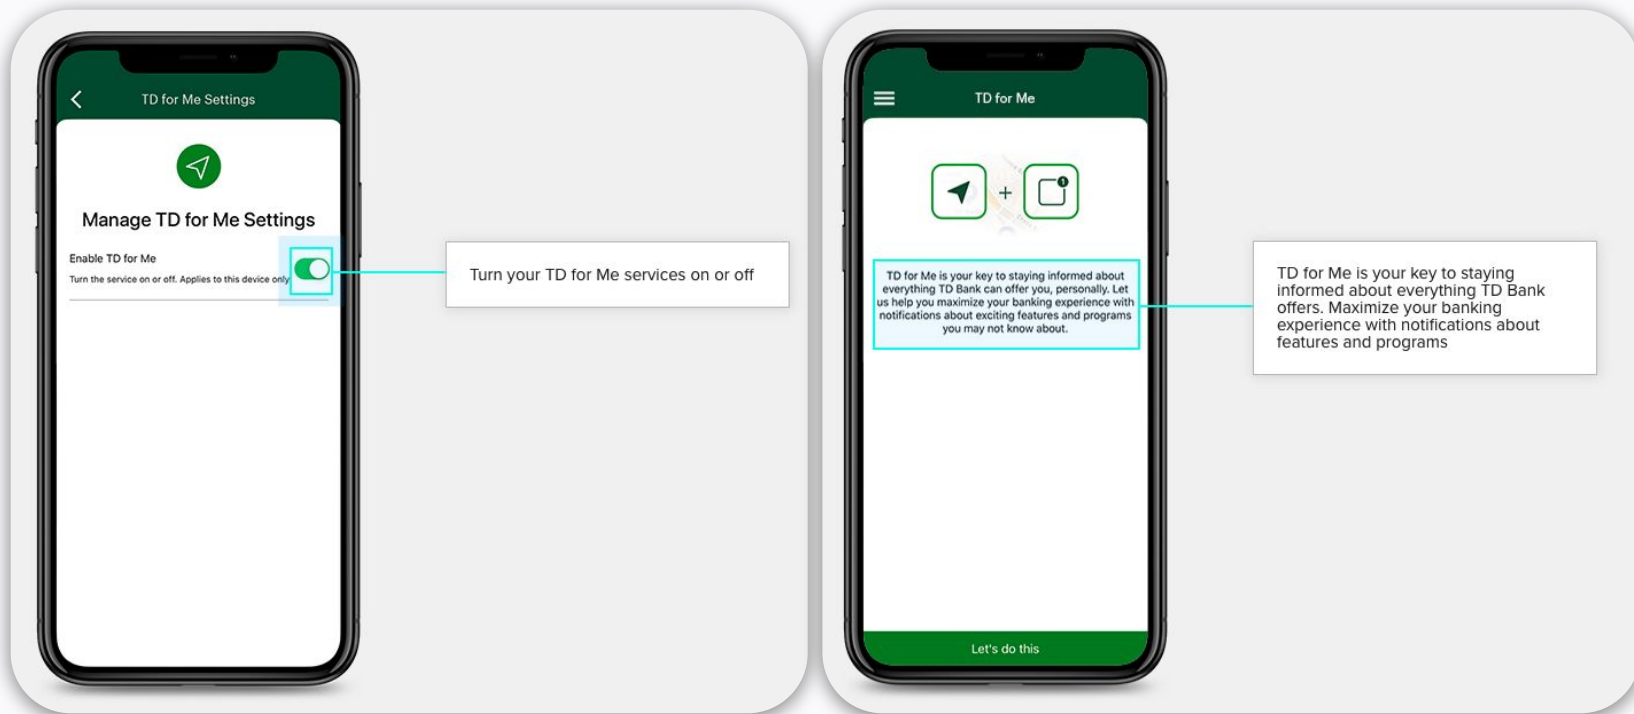 TD for Me Settings
Manage TD for Me Settings
Enable TD for Me
Turn the service on or off. Applies to this device only
Turn your TD for Me services on or off
TD for Me
1
TD for Me is your key to staying informed about
everything TD Bank can offer you, personally. Let
us help you maximize your banking experience with
notifications about exciting features and programs
you may not know about.
Let's do this
TD for Me is your key to staying
informed about everything TD Bank
offers. Maximize your banking
experience with notifications about
features and programs